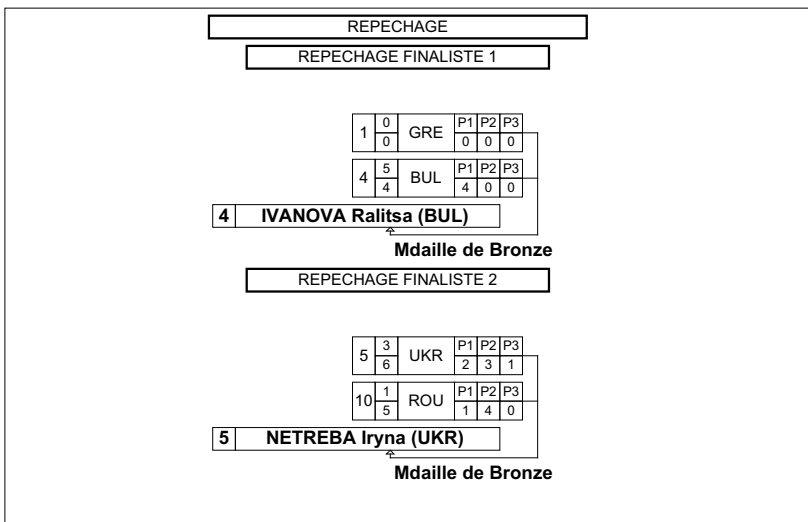 REPECHAGE
REPECHAGE FINALISTE 1
1 0 GRE P1 P2 P3
0 0 0 0
4 5 BUL P1 P2 P3
4 4 0 0
4 IVANOVA Ralitsa (BUL)
Mdaille de Bronze
REPECHAGE FINALISTE 2
5 3 UKR P1 P2 P3
6 2 3 1
10 1 ROU P1 P2 P3
5 1 4 0
5 NETREBA Iryna (UKR)
Mdaille de Bronze